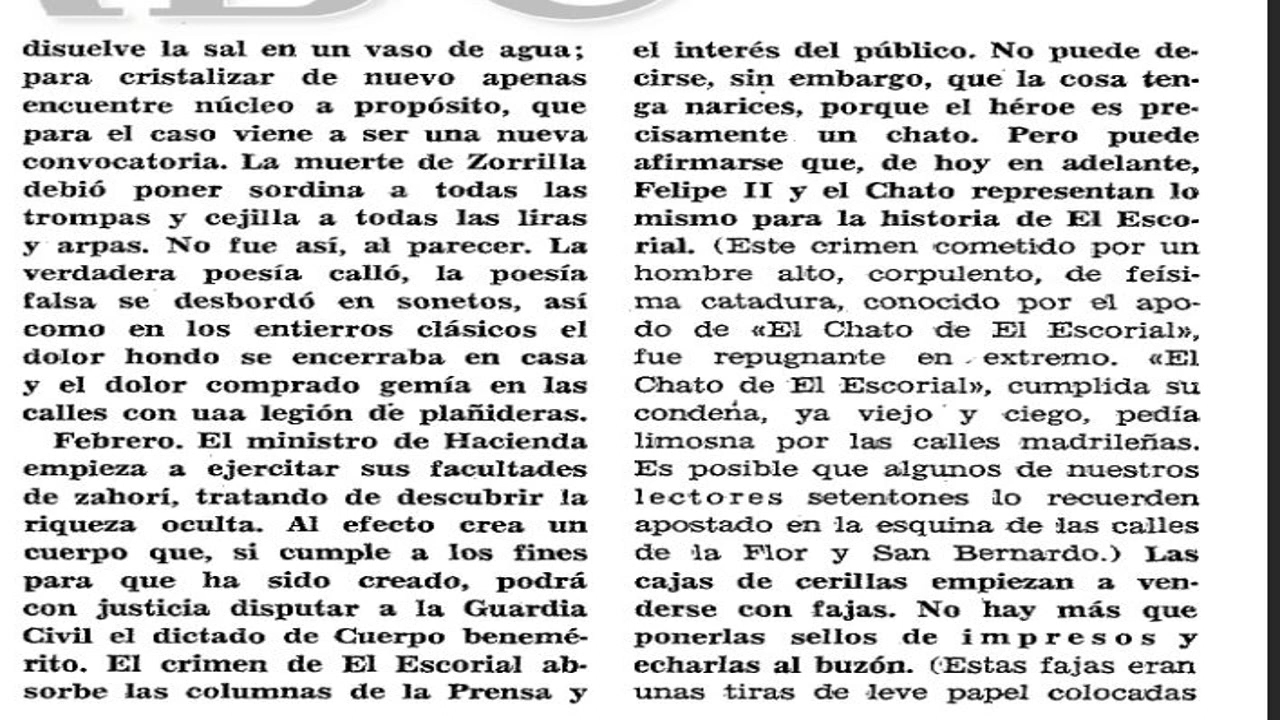 disuelve la sal en un vaso de agua;
para cristalizar de nuevo apenas
encuentre núcleo a propósito, que
para el caso viene a ser una nueva
convocatoria. La muerte de Zorrilla
debió poner sordina a todas las
trompas y cejilla a todas las liras
y arpas. No fue así, al parecer. La
verdadera poesía calló, la poesía
falsa se desbordó en sonetos, así
como en los entierros clásicos el
dolor hondo se encerraba en casa
y el dolor comprado gemía en las
calles con uaa legión de plañideras.
Febrero. El ministro de Hacienda
empieza a ejercitar sus facultades
de zahorí, tratando de descubrir la
riqueza oculta. Al efecto crea un
cuerpo que, si cumple a los fines
para que ha sido creado, podrá
con justicia disputar a la Guardia
Civil el dictado de Cuerpo benemé-
rito. El crimen de El Escorial ab-
sorbe las columnas de la Prensa y
el interés del público. No puede de-
cirse, sin embargo, que la cosa ten-
ga narices, porque el héroe es pre-
cisamente un chato. Pero puede
afirmarse que, de hoy en adelante,
Felipe II y el Chato representan lo
mismo para la historia de El Esco-
rial. (Este crimen cometido por un
hombre alto, corpulento, de feísi-
ma catadura, conocido por el apo-
do de «El Chato de El Escorial»,
fue repugnante en extremo. «El
Chato de El Escorial», cumplida su
condena, ya viejo y ciego, pedía
limosna por las calles madrileñas.
Es posible que algunos de nuestros
lectores setentones lo recuerden
apostado en la esquina de las calles
de la Flor y San Bernardo.) Las
cajas de cerillas empiezan a ven-
derse con fajas. No hay más que
ponerlas sellos de impresos y
echarlas al buzón. (Estas fajas eran
unas tiras de leve papel colocadas